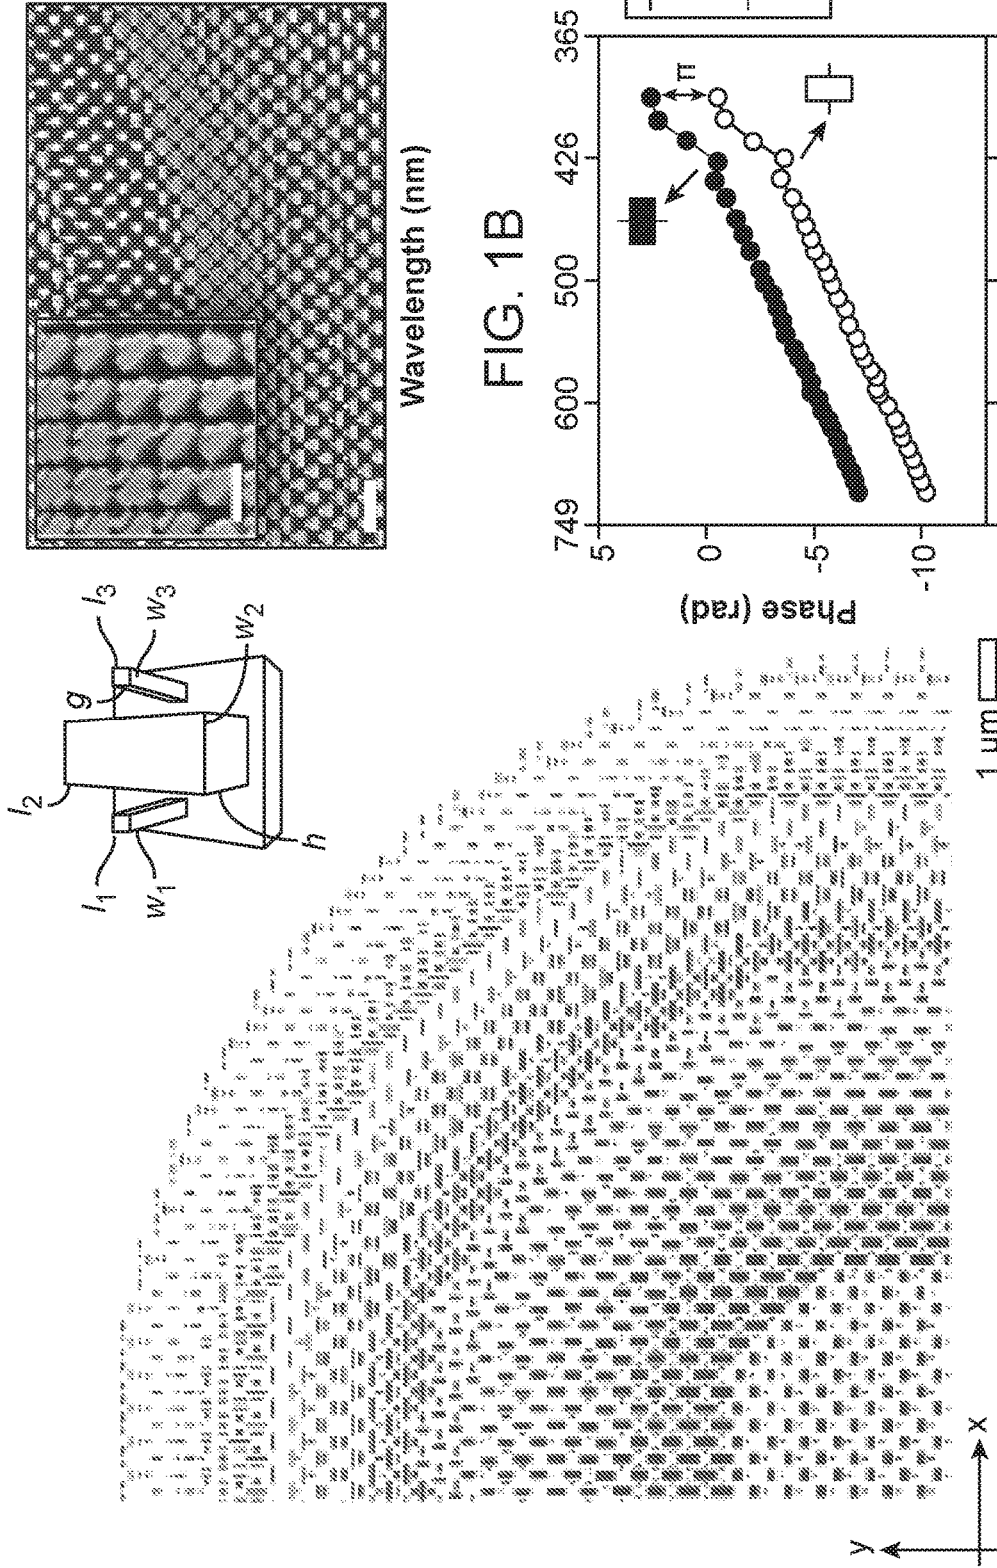 l₂
l₁
w₁
g
l₃
w₃
w₂
h
y
x
1 um
Wavelength (nm)
FIG. 1B
749
600
500
426
365
5
0
-5
-10
Phase (rad)
π